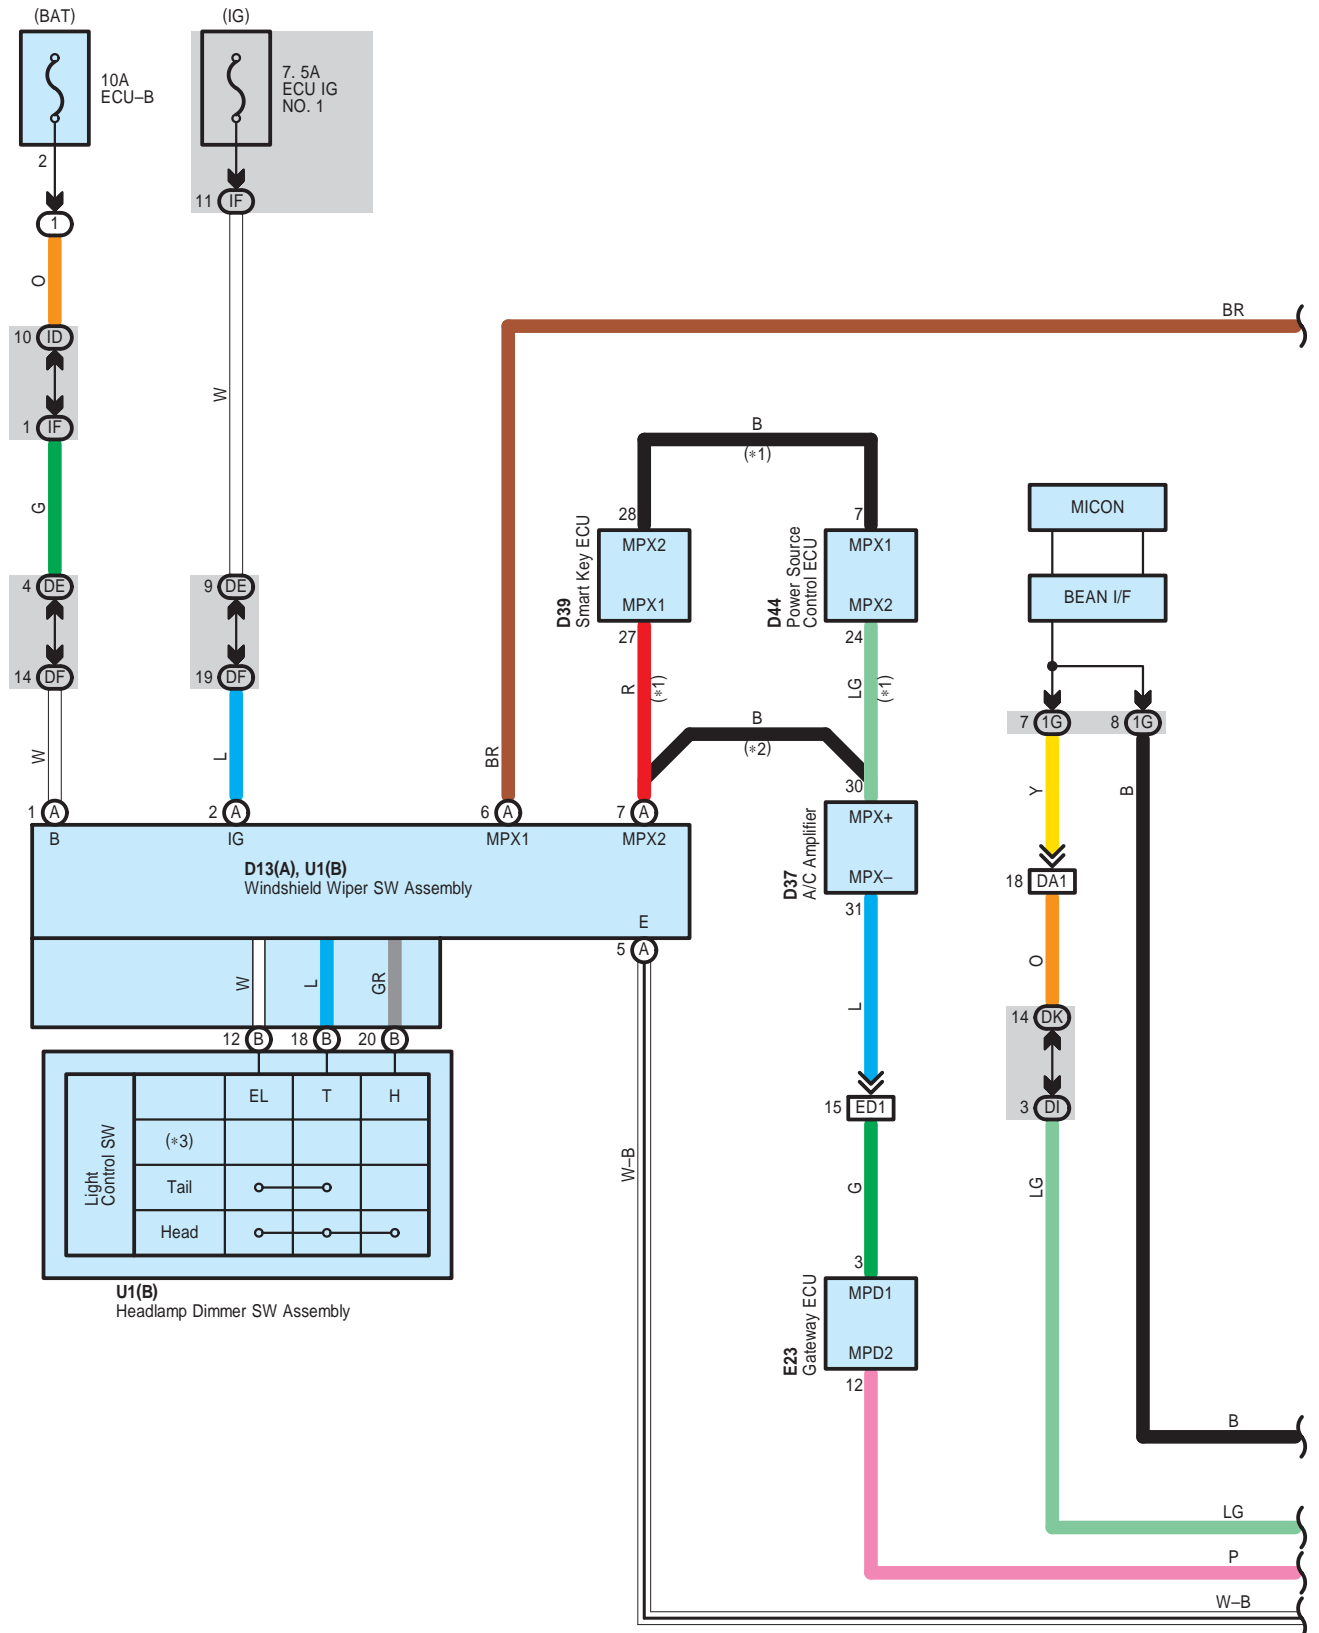 (BAT)
(IG)
10A
ECU–B
7. 5A
ECU IG
NO. 1
2
11 IF
1
O
10 ID
BR
W
1 IF
B
(∗1)
G
28
7
MICON
D39
Smart Key ECU
MPX2
MPX1
D44
Power Source
Control ECU
MPX1
MPX2
4 DE
9 DE
BEAN I/F
27
24
14 DF
19 DF
R
(∗1)
LG
(∗1)
B
(∗2)
7 1G
8 1G
W
L
BR
30
Y
B
1 A
2 A
6 A
7 A
B
IG
MPX1
MPX2
D37
A/C Amplifier
MPX+
MPX–
D13(A), U1(B)
Windshield Wiper SW Assembly
18 DA1
E
31
5 A
W
L
GR
O
L
14 DK
12 B
18 B
20 B
Light
Control SW
EL
T
H
15 ED1
3 DI
(∗3)
Tail
Head
W–B
G
LG
3
U1(B)
Headlamp Dimmer SW Assembly
E23
Gateway ECU
MPD1
MPD2
12
B
LG
P
W–B